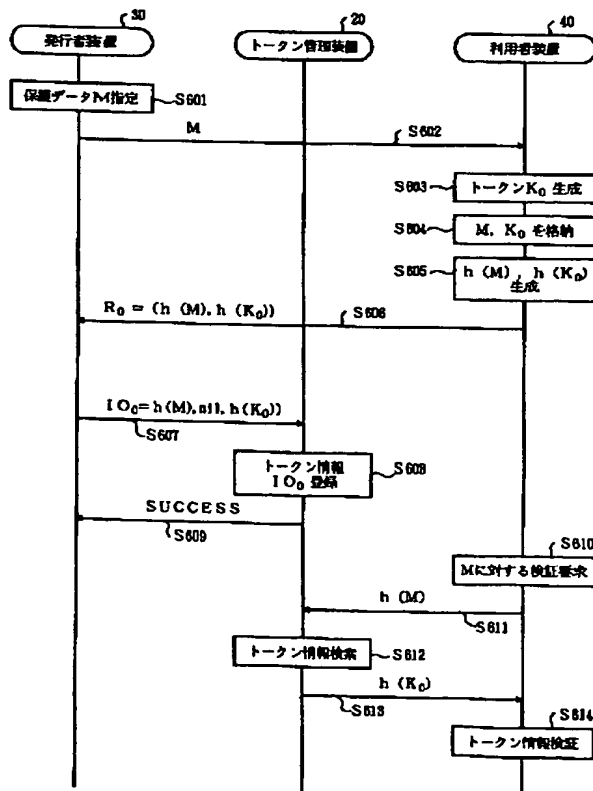 30
20
40
発行者装置
トークン管理装置
利用者装置
保護データM指定
S601
M
S602
S603
トークンK₀ 生成
S604
M, K₀ を格納
S605
h (M) , h (K₀)
生成
R₀ = (h (M), h (K₀))
S606
IO₀=h(M),nil,h(K₀))
S607
トークン情報
IO₀ 登録
S608
SUCCESS
S609
S610
Mに対する検証要求
h (M)
S611
トークン情報検索
S612
h (K₀)
S613
S614
トークン情報検証